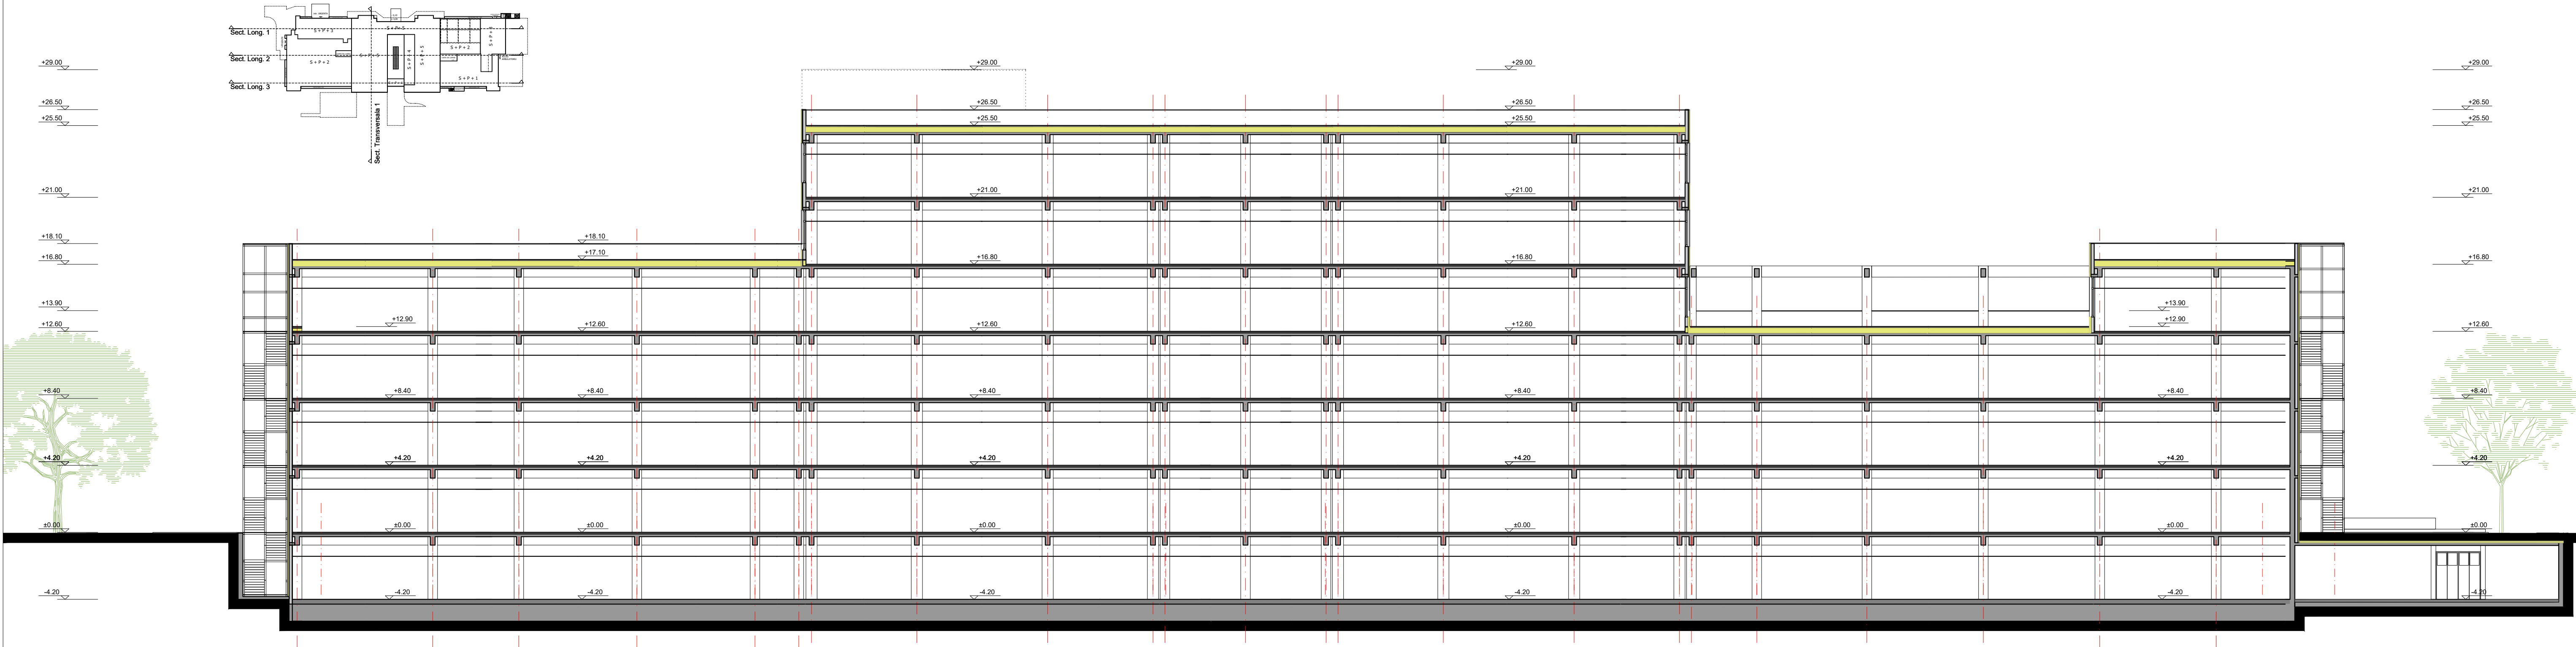 Sect. Long. 1
Sect. Long. 2
Sect. Long. 3
Sect. Transversala 1
S + P + 3
S + P + 5
S + P + 2
S + P + 4
S + P + 5
S + P + 2
S + P + 1
+29.00 +29.00 +29.00 +29.00
+26.50 +26.50 +26.50 +26.50
+25.50 +25.50 +25.50 +25.50
+21.00 +21.00 +21.00 +21.00
+18.10 +18.10
+17.10
+16.80 +16.80 +16.80 +16.80
+13.90 +13.90 +13.90
+12.90 +12.90
+12.60 +12.60 +12.60 +12.60 +12.60
+8.40 +8.40 +8.40 +8.40 +8.40 +8.40 +8.40
+4.20 +4.20 +4.20 +4.20 +4.20 +4.20 +4.20
±0.00 ±0.00 ±0.00 ±0.00 ±0.00 ±0.00 ±0.00
-4.20 -4.20 -4.20 -4.20 -4.20 -4.20 -4.20